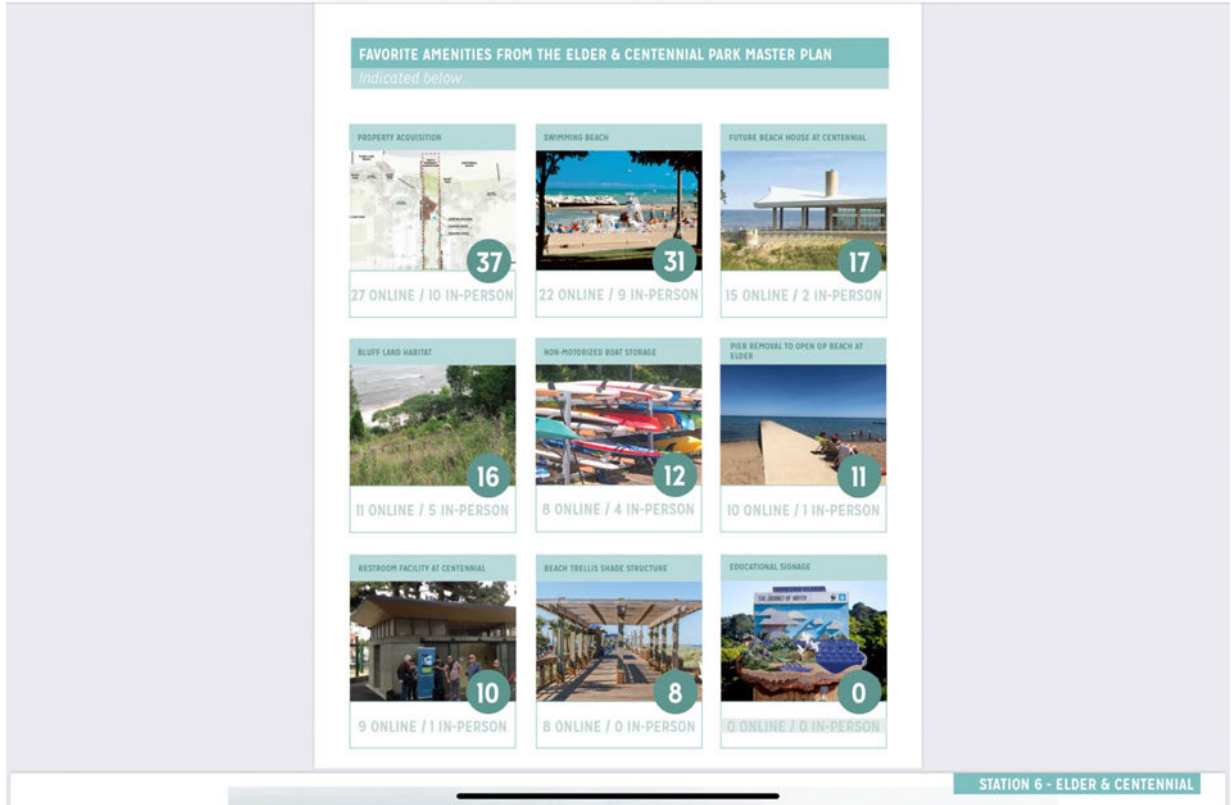 FAVORITE AMENITIES FROM THE ELDER & CENTENNIAL PARK MASTER PLAN
Indicated below...
PROPERTY ACQUISITION
37
27 ONLINE / 10 IN-PERSON
SWIMMING BEACH
31
22 ONLINE / 9 IN-PERSON
FUTURE BEACH HOUSE AT CENTENNIAL
17
15 ONLINE / 2 IN-PERSON
BLUFF LAND HABITAT
16
11 ONLINE / 5 IN-PERSON
NON-MOTORIZED BOAT STORAGE
12
8 ONLINE / 4 IN-PERSON
PIER REMOVAL TO OPEN UP BEACH AT
ELDER
11
10 ONLINE / 1 IN-PERSON
RESTROOM FACILITY AT CENTENNIAL
10
9 ONLINE / 1 IN-PERSON
BEACH TRELLIS SHADE STRUCTURE
8
8 ONLINE / 0 IN-PERSON
EDUCATIONAL SIGNAGE
THE JOURNEY OF WATER
0
0 ONLINE / 0 IN-PERSON
STATION 6 - ELDER & CENTENNIAL